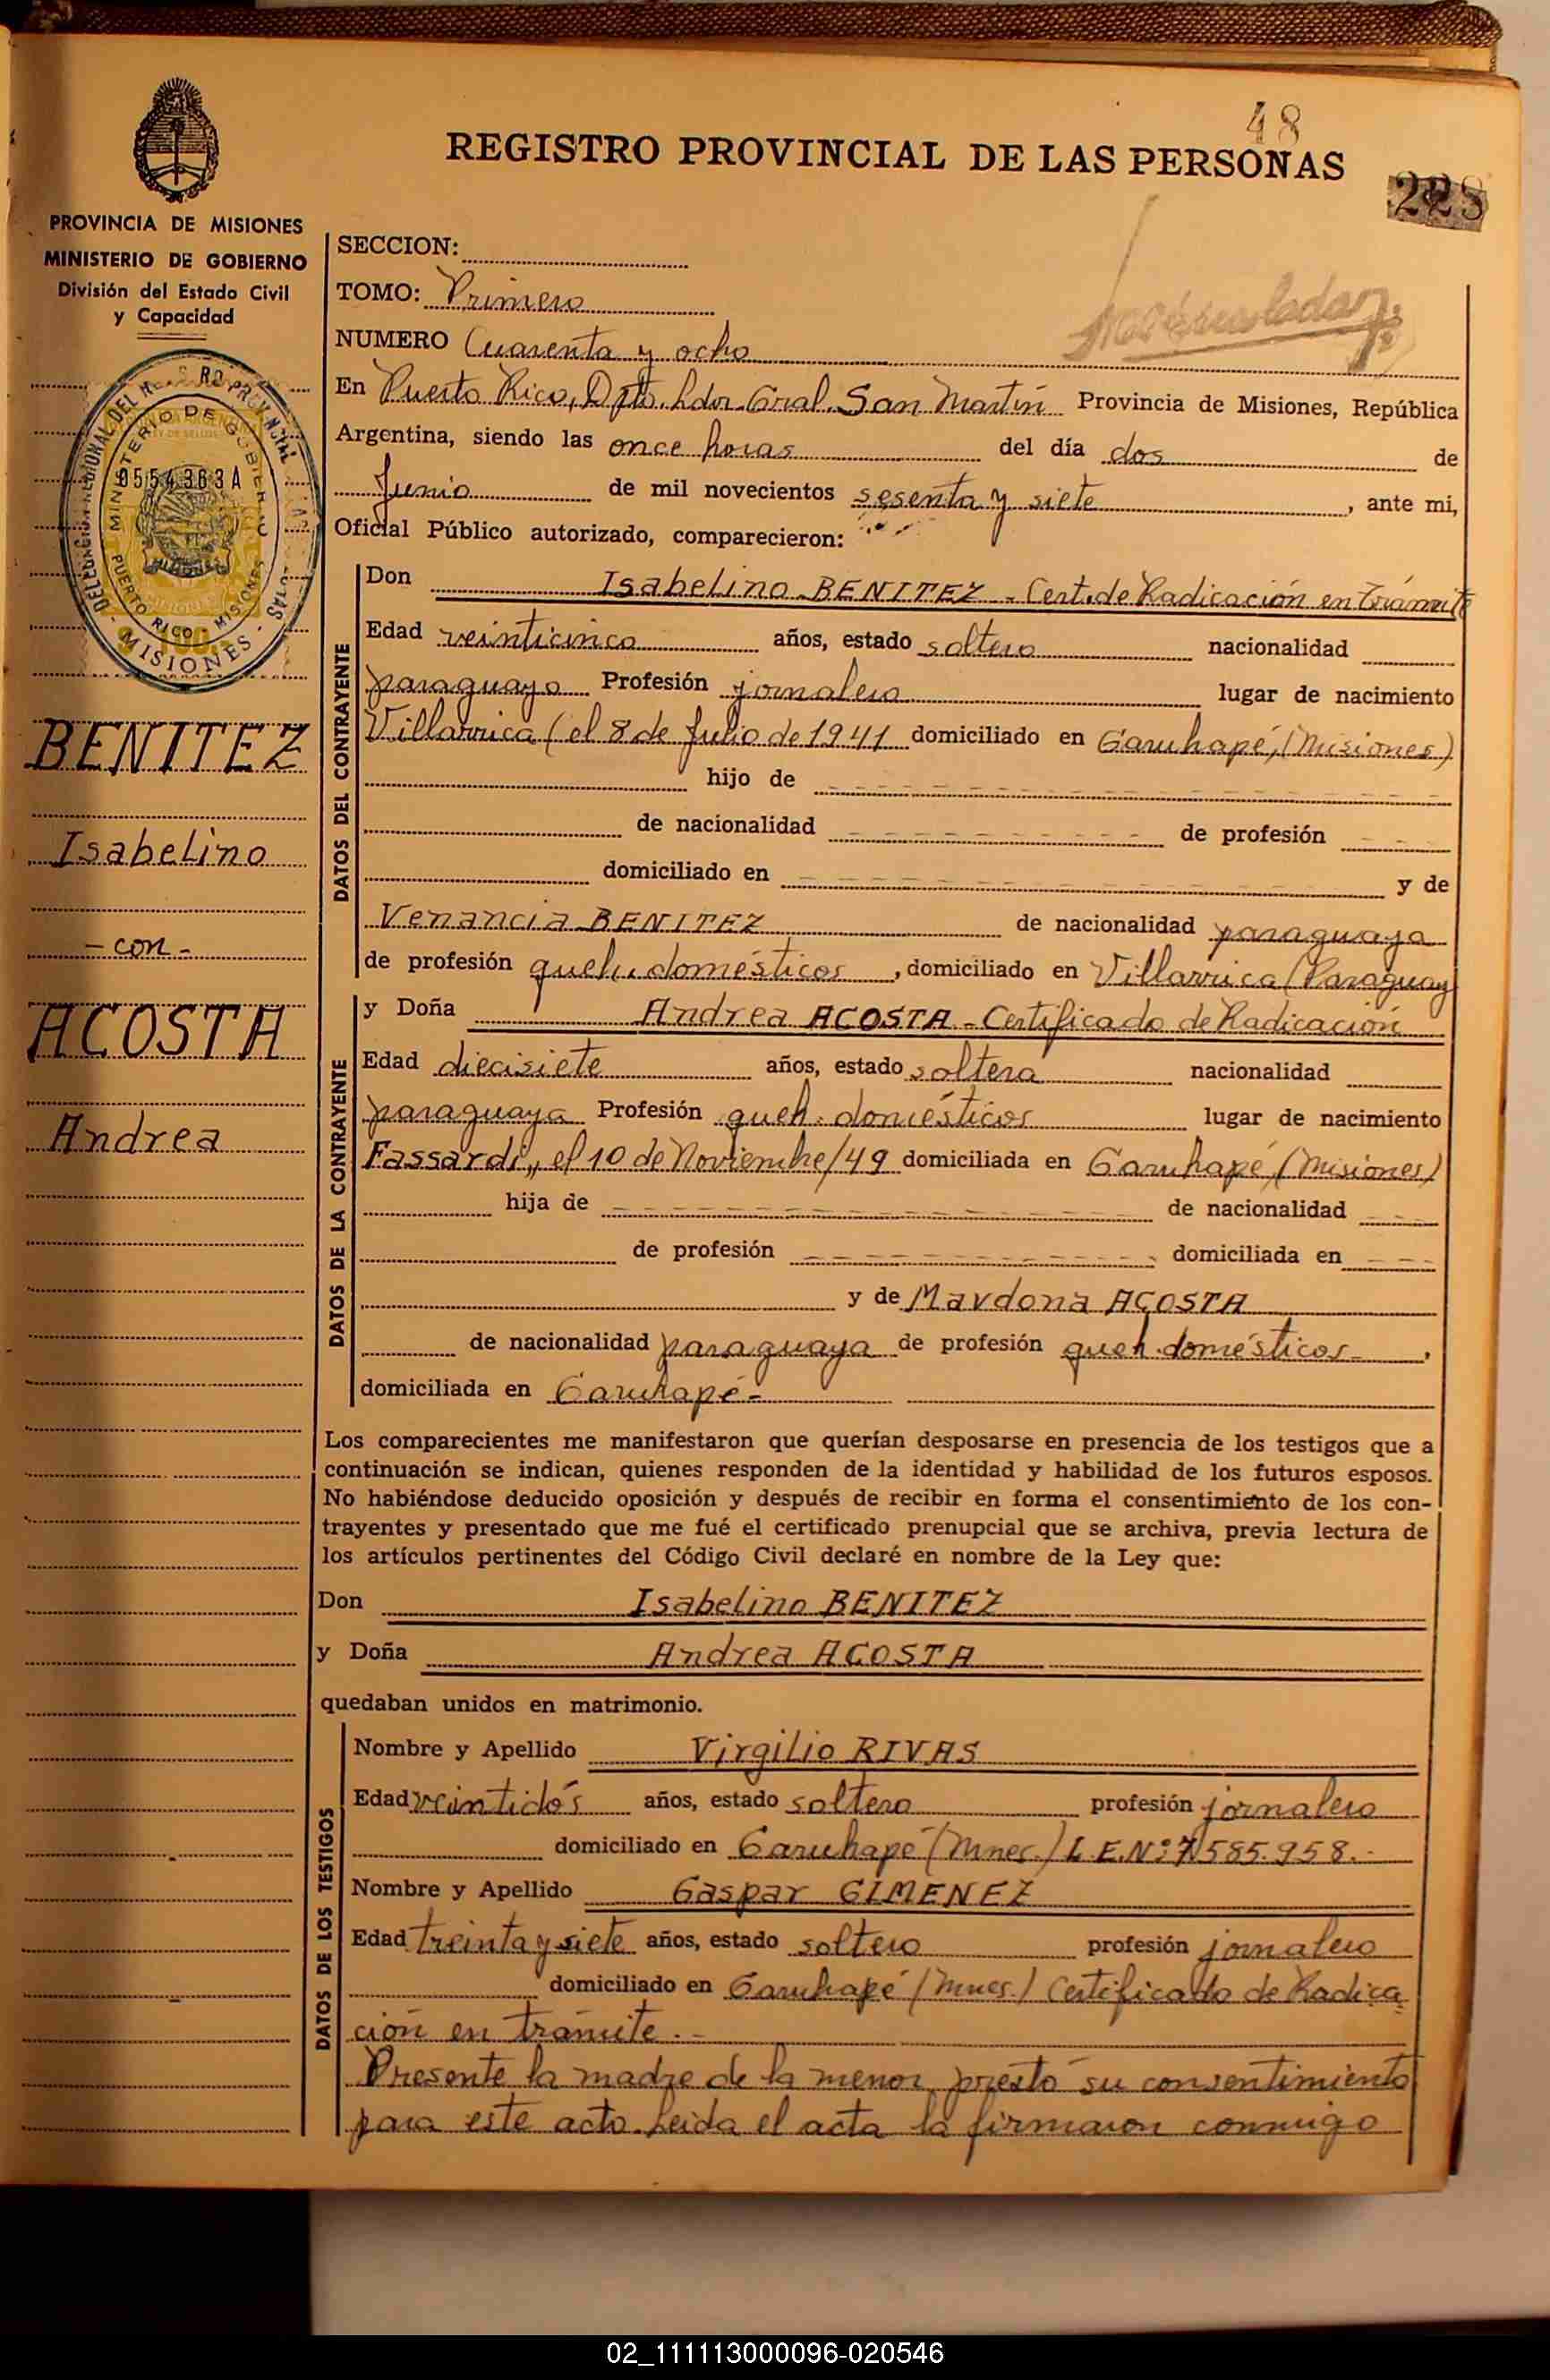 48
REGISTRO PROVINCIAL DE LAS PERSONAS
228
PROVINCIA DE MISIONES
MINISTERIO DE GOBIERNO
División del Estado Civil
y Capacidad
MINISTERIO DE GOBIERNO
0554363A
PUERTO RICO - MISIONES
MISIONES
BENITEZ
Isabelino
- con -
ACOSTA
Andrea
SECCION:
TOMO: Primero
NUMERO Cuarenta y ocho
En Puerto Rico, Dpto. Ldor. Gral. San Martín Provincia de Misiones, República
Argentina, siendo las once horas del día dos de
Junio de mil novecientos sesenta y siete, ante mi,
Oficial Público autorizado, comparecieron:
DATOS DEL CONTRAYENTE
Don Isabelino BENITEZ - Cert. de Radicación en trámite
Edad veinticinco años, estado soltero nacionalidad
paraguayo Profesión jornalero lugar de nacimiento
Villarrica (el 8 de Julio de 1941 domiciliado en Garuhapé, (Misiones)
hijo de
de nacionalidad de profesión
domiciliado en y de
Venancia BENITEZ de nacionalidad paraguaya
de profesión queh. domésticos, domiciliado en Villarrica (Paraguay
DATOS DE LA CONTRAYENTE
y Doña Andrea ACOSTA - Certificado de Radicación
Edad diecisiete años, estado soltera nacionalidad
paraguaya Profesión queh. domésticos lugar de nacimiento
Fassardi,, el 10 de Noviembre/49 domiciliada en Garuhapé, (Misiones)
hija de de nacionalidad
de profesión domiciliada en
y de Mardona ACOSTA
de nacionalidad paraguaya de profesión queh. domésticos,
domiciliada en Garuhapé-
Los comparecientes me manifestaron que querían desposarse en presencia de los testigos que a
continuación se indican, quienes responden de la identidad y habilidad de los futuros esposos.
No habiéndose deducido oposición y después de recibir en forma el consentimiento de los con-
trayentes y presentado que me fué el certificado prenupcial que se archiva, previa lectura de
los artículos pertinentes del Código Civil declaré en nombre de la Ley que:
Don Isabelino BENITEZ
y Doña Andrea ACOSTA
quedaban unidos en matrimonio.
DATOS DE LOS TESTIGOS
Nombre y Apellido Virgilio RIVAS
Edad veintidós años, estado soltero profesión jornalero
domiciliado en Garuhapé (Mnes.) L.E.Nº: 7.585.958.-
Nombre y Apellido Gaspar GIMENEZ
Edad treinta y siete años, estado soltero profesión jornalero
domiciliado en Garuhapé (Mnes.) Certificado de Radica
ción en trámite.-
Presente la madre de la menor, prestó su consentimiento
para este acto. Leída el acta la firmaron conmigo
02_111113000096-020546